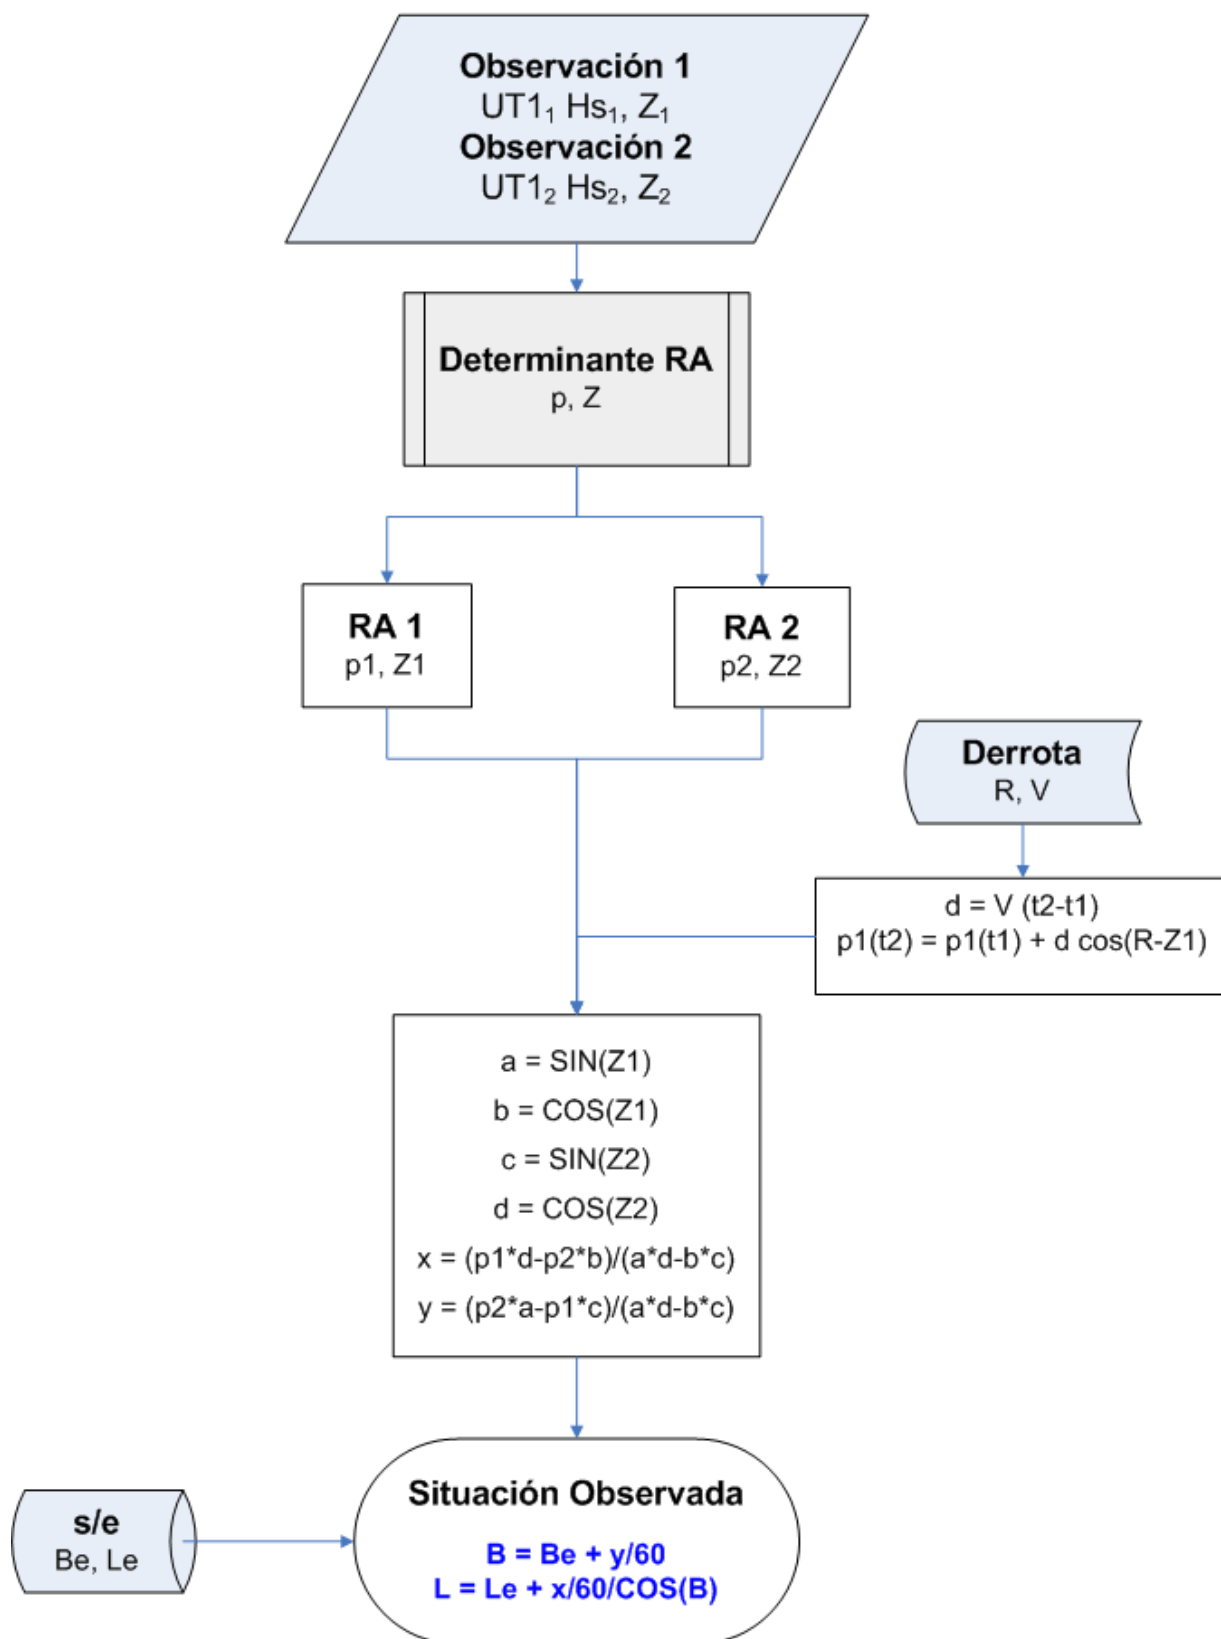 Observación 1
UT1₁ Hs₁, Z₁
Observación 2
UT1₂ Hs₂, Z₂
Determinante RA
p, Z
RA 1
p1, Z1
RA 2
p2, Z2
Derrota
R, V
d = V (t2-t1)
p1(t2) = p1(t1) + d cos(R-Z1)
a = SIN(Z1)
b = COS(Z1)
c = SIN(Z2)
d = COS(Z2)
x = (p1*d-p2*b)/(a*d-b*c)
y = (p2*a-p1*c)/(a*d-b*c)
s/e
Be, Le
Situación Observada
B = Be + y/60
L = Le + x/60/COS(B)